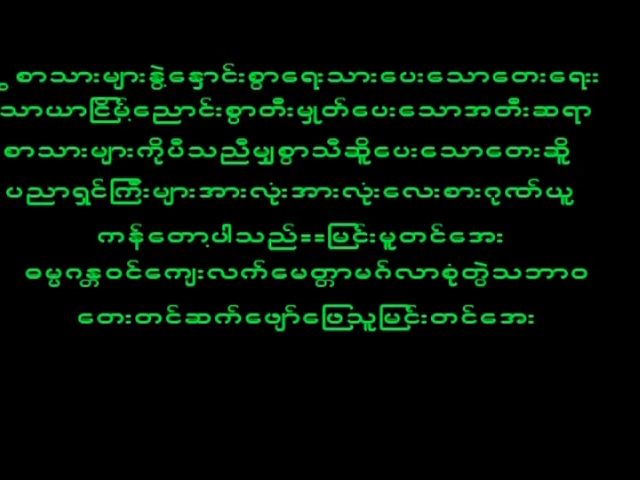 စာသားများနွဲ့နှောင်းစွာရေးသားပေးသောတေးရေး
သာယာငြိမ့်ညောင်းစွာတီးမှုတ်ပေးသောအတီးဆရာ
စာသားများကိုပီသညီမျှစွာသီဆိူပေးသောတေးဆိူ
ပညာရှင်ကြီးများအားလုံးအားလုံးလေးစားဂုဏ်ယူ
ကန်တော့ပါသည်==မြင်းမူတင်အေး
ဓမ္မဂန္တဝင်ကျေးလက်မေတ္တာမဂ်လာစုံတွဲသဘာဝ
တေးတင်ဆက်ဖျော်ဖြေသူမြင်းတင်အေး